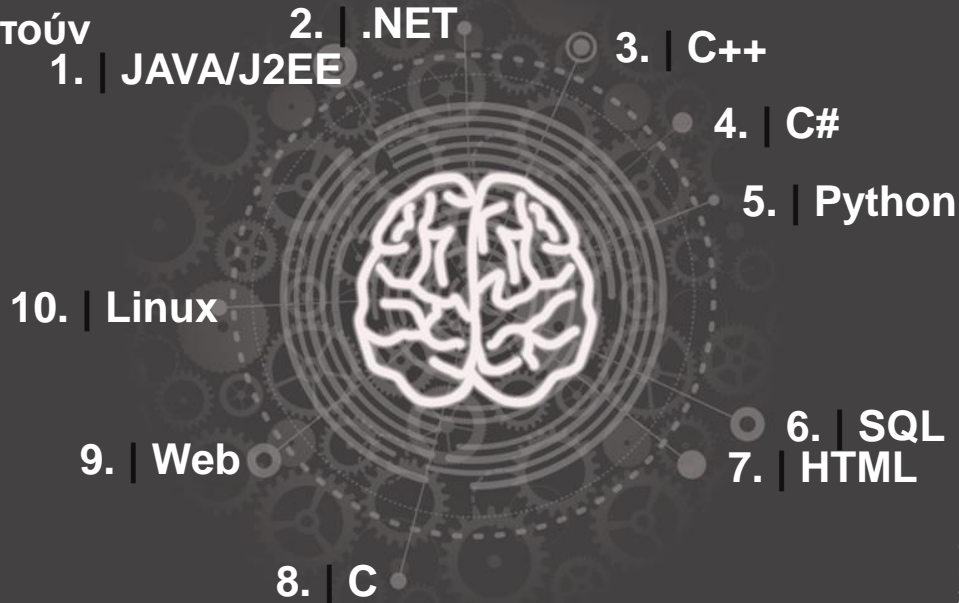 τούν
1. | JAVA/J2EE
2. | .NET
3. | C++
4. | C#
5. | Python
6. | SQL
7. | HTML
8. | C
9. | Web
10. | Linux